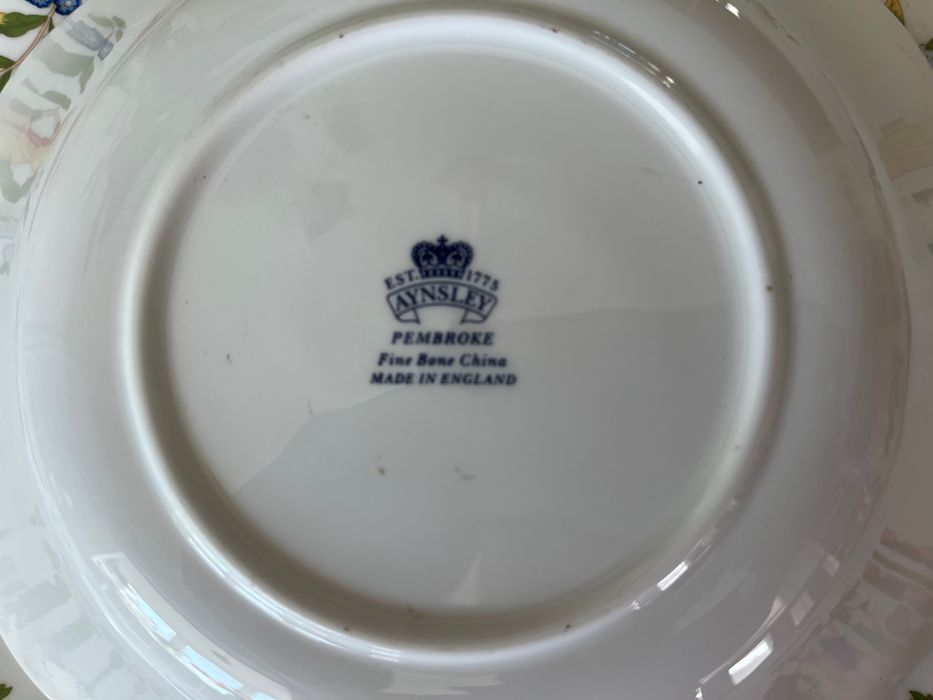 EST. 1775
AYNSLEY
PEMBROKE
Fine Bone China
MADE IN ENGLAND